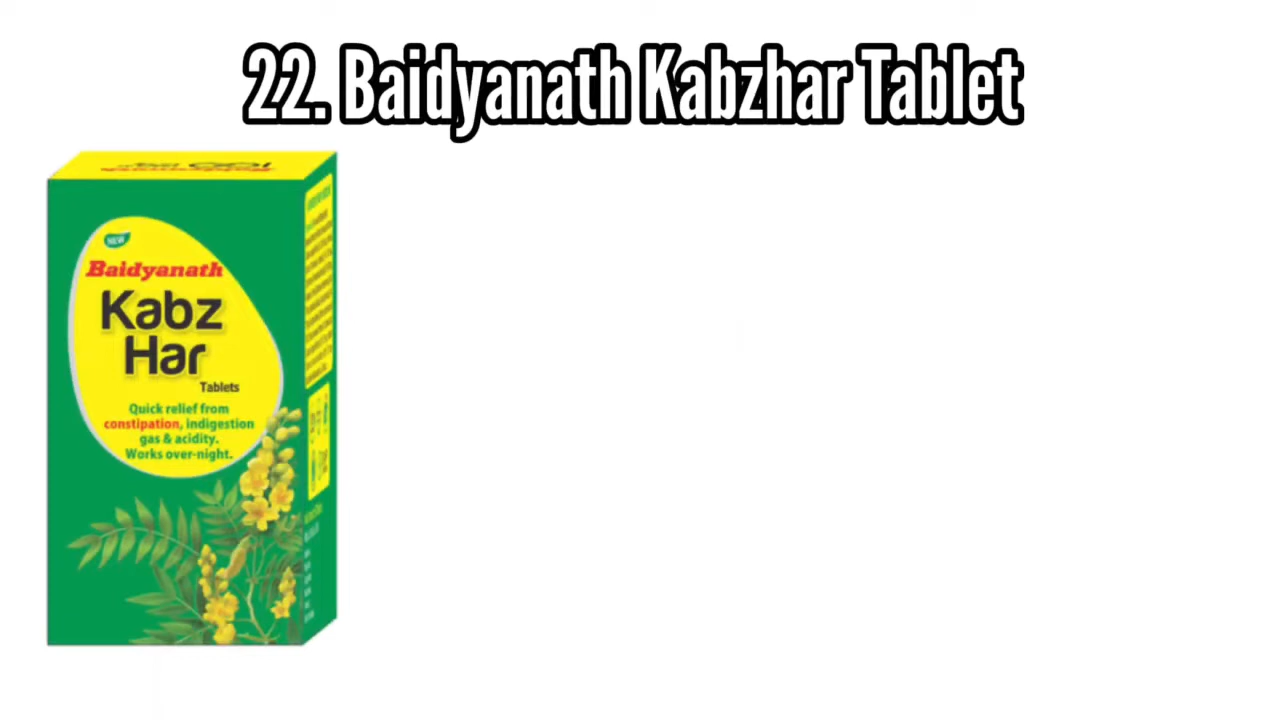 22. Baidyanath Kabzhar Tablet
NEW
Baidyanath
Kabz
Har
Tablets
Quick relief from
constipation, indigestion
gas & acidity.
Works over-night.